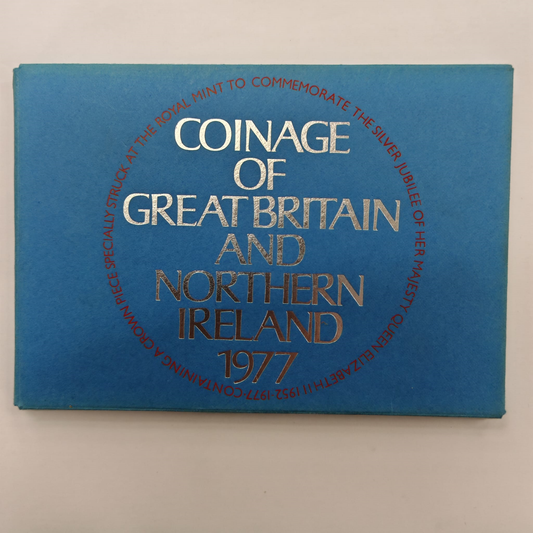 COINAGE
OF
GREAT BRITAIN
AND
NORTHERN
IRELAND
1977
CONTAINING A CROWN PIECE SPECIALLY STRUCK AT THE ROYAL MINT TO COMMEMORATE THE SILVER JUBILEE OF HER MAJESTY QUEEN ELIZABETH II 1952-1977·